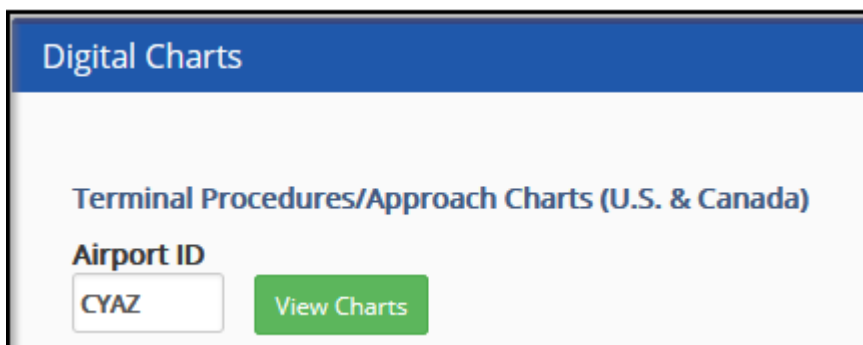 Digital Charts
Terminal Procedures/Approach Charts (U.S. & Canada)
Airport ID
CYAZ View Charts